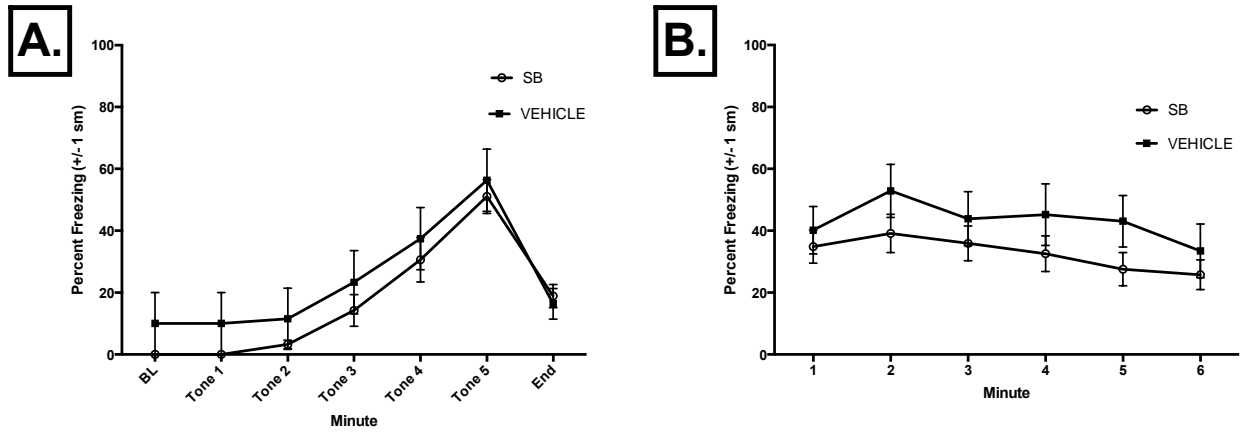 A.
100
80
60
40
20
0
Percent Freezing (+/- 1 sm)
SB
VEHICLE
BL
Tone 1
Tone 2
Tone 3
Tone 4
Tone 5
End
Minute
B.
100
80
60
40
20
0
Percent Freezing (+/- 1 sm)
SB
VEHICLE
1 2 3 4 5 6
Minute